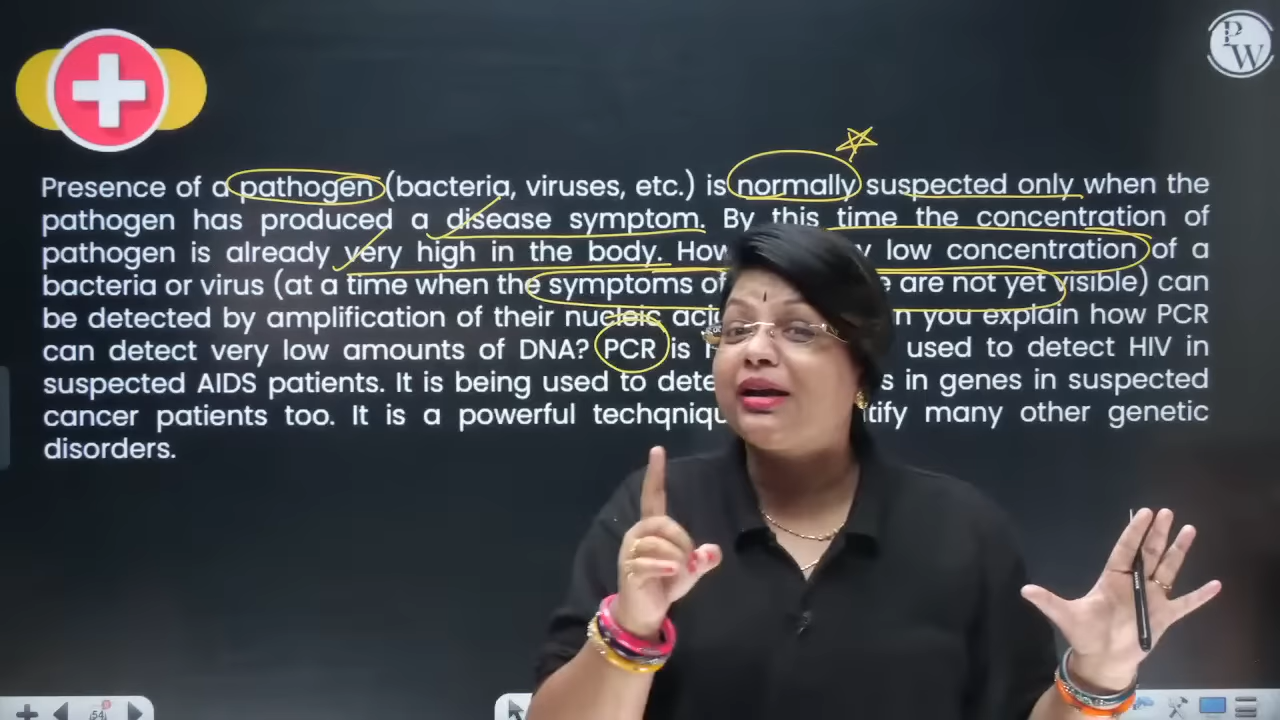 PW
Presence of a pathogen (bacteria, viruses, etc.) is normally suspected only when the
pathogen has produced a disease symptom. By this time the concentration of
pathogen is already very high in the body. How low concentration of a
bacteria or virus (at a time when the symptoms of are not yet visible) can
be detected by amplification of their nucleic you explain how PCR
can detect very low amounts of DNA? PCR is used to detect HIV in
suspected AIDS patients. It is being used to in genes in suspected
cancer patients too. It is a powerful many other genetic
disorders.
54